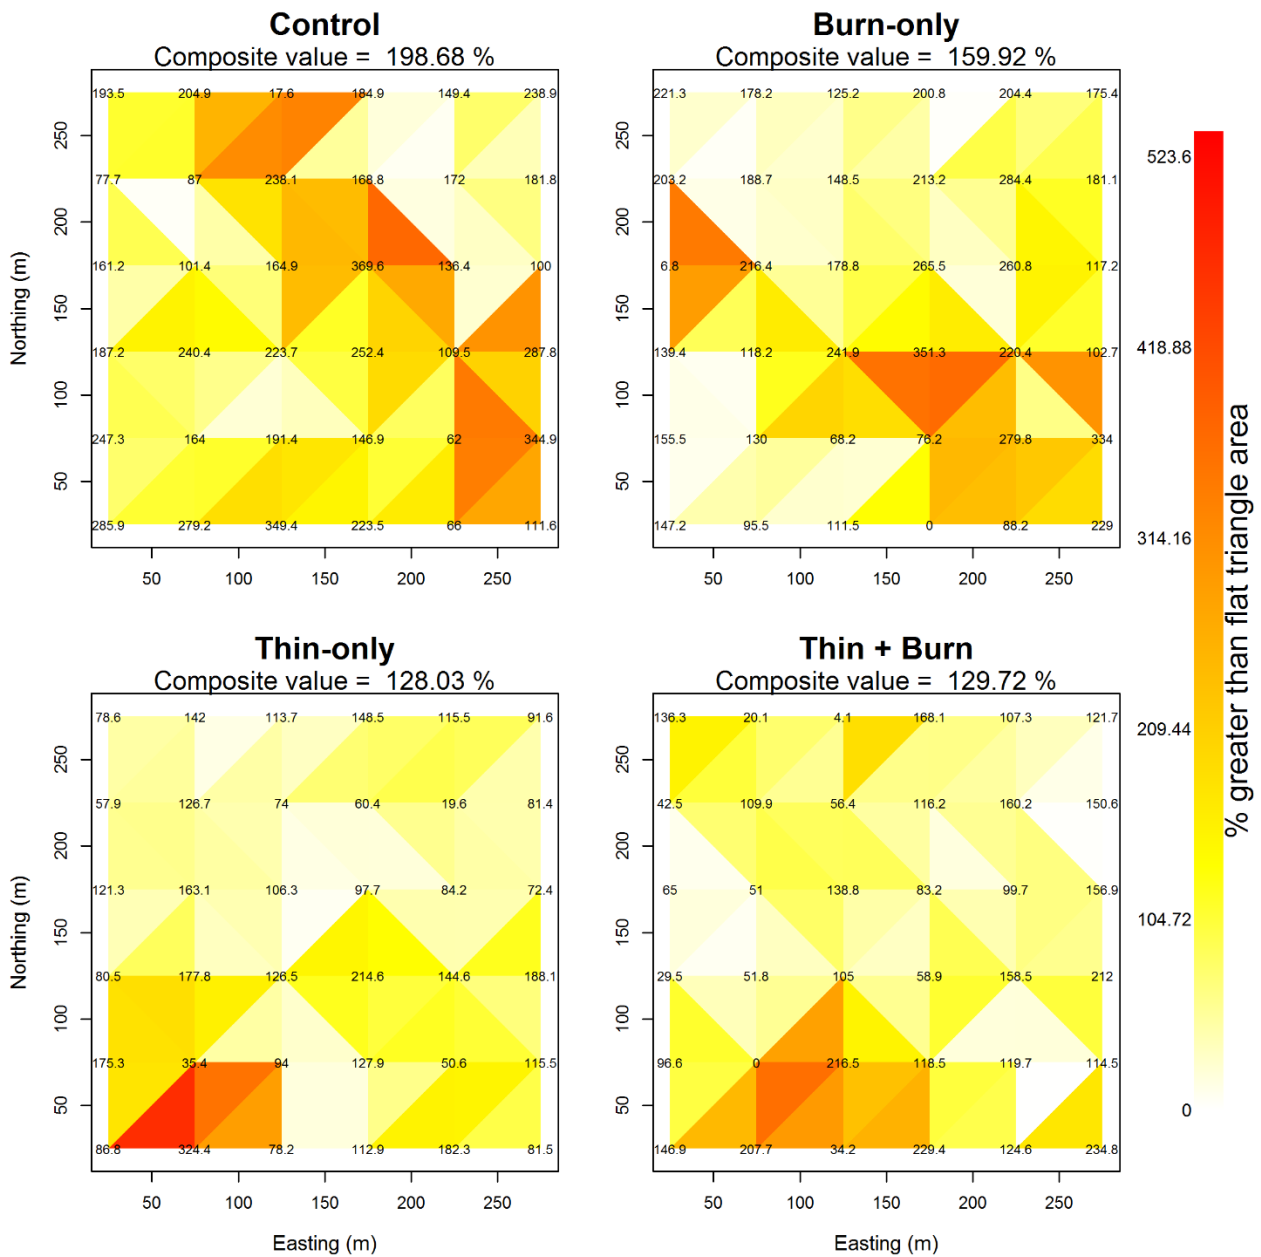 Control
Composite value = 198.68 %
193.5 204.9 17.6 184.9 149.4 238.9
77.7 87 238.1 168.8 172 181.8
161.2 101.4 164.9 369.6 136.4 100
187.2 240.4 223.7 252.4 109.5 287.8
247.3 164 191.4 146.9 62 344.9
285.9 279.2 349.4 223.5 66 111.6
250
200
150
100
50
Northing (m)
50 100 150 200 250
Burn-only
Composite value = 159.92 %
221.3 178.2 125.2 200.8 204.4 175.4
203.2 188.7 148.5 213.2 284.4 181.1
6.8 216.4 178.8 265.5 260.8 117.2
139.4 118.2 241.9 351.3 220.4 102.7
155.5 130 68.2 76.2 279.8 334
147.2 95.5 111.5 0 88.2 229
250
200
150
100
50
50 100 150 200 250
Thin-only
Composite value = 128.03 %
78.6 142 113.7 148.5 115.5 91.6
57.9 126.7 74 60.4 19.6 81.4
121.3 163.1 106.3 97.7 84.2 72.4
80.5 177.8 126.5 214.6 144.6 188.1
175.3 35.4 94 127.9 50.6 115.5
86.8 324.4 78.2 112.9 182.3 81.5
250
200
150
100
50
Northing (m)
50 100 150 200 250
Easting (m)
Thin + Burn
Composite value = 129.72 %
136.3 20.1 4.1 168.1 107.3 121.7
42.5 109.9 56.4 116.2 160.2 150.6
65 51 138.8 83.2 99.7 156.9
29.5 51.8 105 58.9 158.5 212
96.6 0 216.5 118.5 119.7 114.5
146.9 207.7 34.2 229.4 124.6 234.8
250
200
150
100
50
50 100 150 200 250
Easting (m)
523.6
418.88
314.16
209.44
104.72
0
% greater than flat triangle area